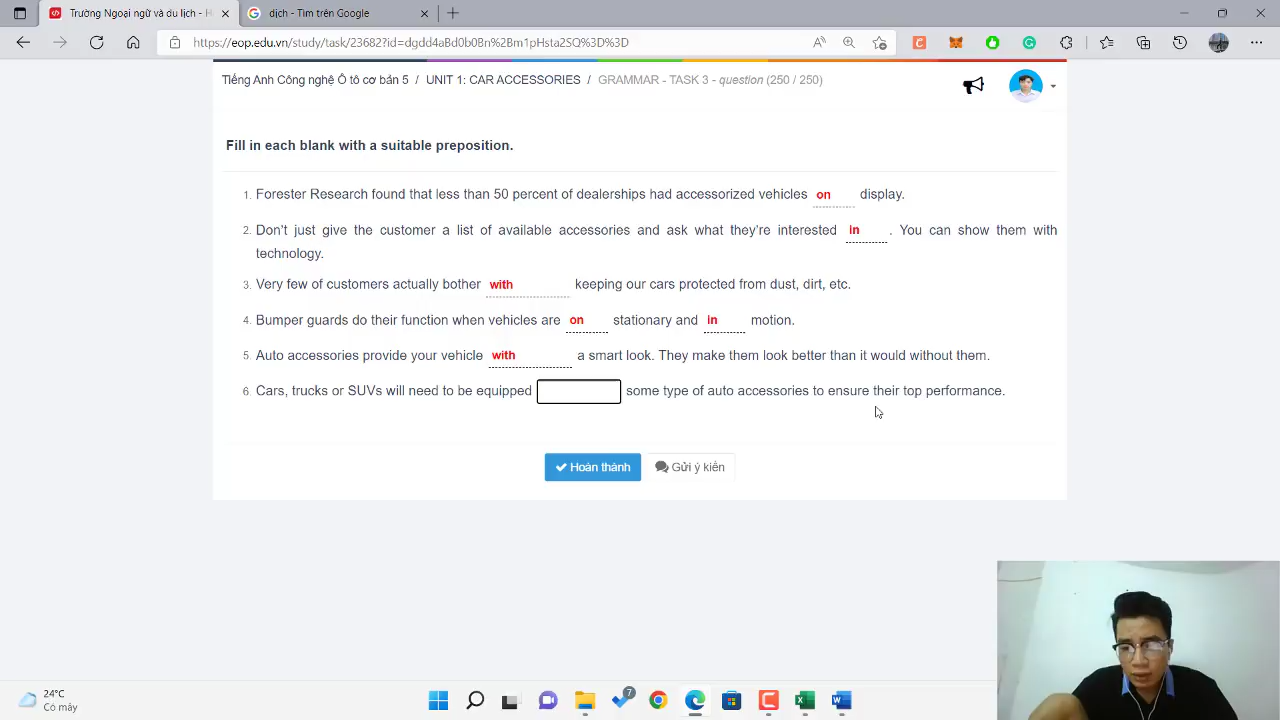 Trường Ngoại ngữ và du lịch - H
dịch - Tìm trên Google
https://eop.edu.vn/study/task/23682?id=dgdd4aBd0b0Bn%2Bm1pHsta2SQ%3D%3D
Tiếng Anh Công nghệ Ô tô cơ bản 5 / UNIT 1: CAR ACCESSORIES / GRAMMAR - TASK 3 - question (250 / 250)
Fill in each blank with a suitable preposition.
1. Forester Research found that less than 50 percent of dealerships had accessorized vehicles on display.
2. Don't just give the customer a list of available accessories and ask what they're interested in . You can show them with
technology.
3. Very few of customers actually bother with keeping our cars protected from dust, dirt, etc.
4. Bumper guards do their function when vehicles are on stationary and in motion.
5. Auto accessories provide your vehicle with a smart look. They make them look better than it would without them.
6. Cars, trucks or SUVs will need to be equipped some type of auto accessories to ensure their top performance.
Hoàn thành
Gửi ý kiến
24°C
Có mây
7